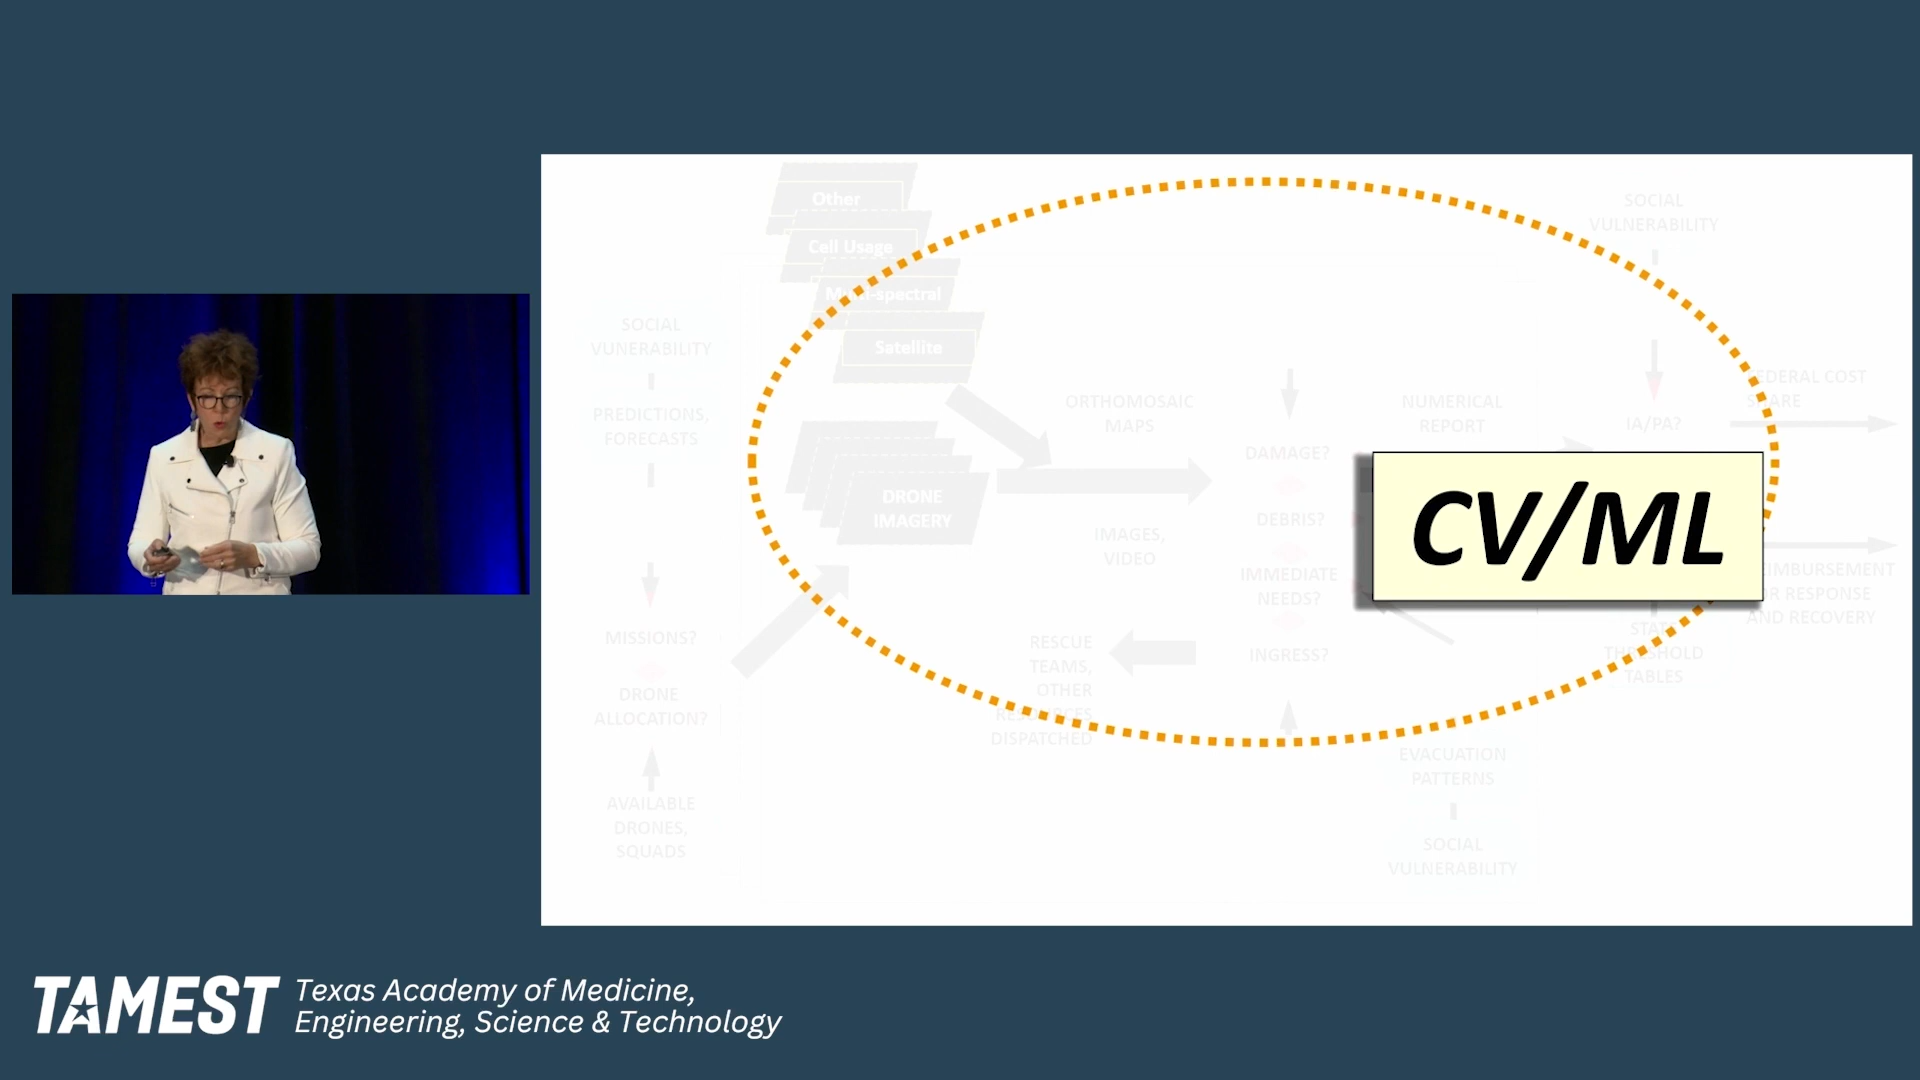 Other
Cell Usage
Multi-spectral
Satellite
SOCIAL
VULNERABILITY
SOCIAL
VUNERABILITY
PREDICTIONS,
FORECASTS
ORTHOMOSAIC
MAPS
NUMERICAL
REPORT
FEDERAL COST
SHARE
IA/PA?
DAMAGE?
DRONE
IMAGERY
DEBRIS?
CV/ML
IMAGES,
VIDEO
IMMEDIATE
NEEDS?
REIMBURSEMENT
FOR RESPONSE
AND RECOVERY
MISSIONS?
RESCUE
TEAMS,
OTHER
RESOURCES
DISPATCHED
INGRESS?
STATE
THRESHOLD
TABLES
DRONE
ALLOCATION?
EVACUATION
PATTERNS
AVAILABLE
DRONES,
SQUADS
SOCIAL
VULNERABILITY
TAMEST
Texas Academy of Medicine,
Engineering, Science & Technology